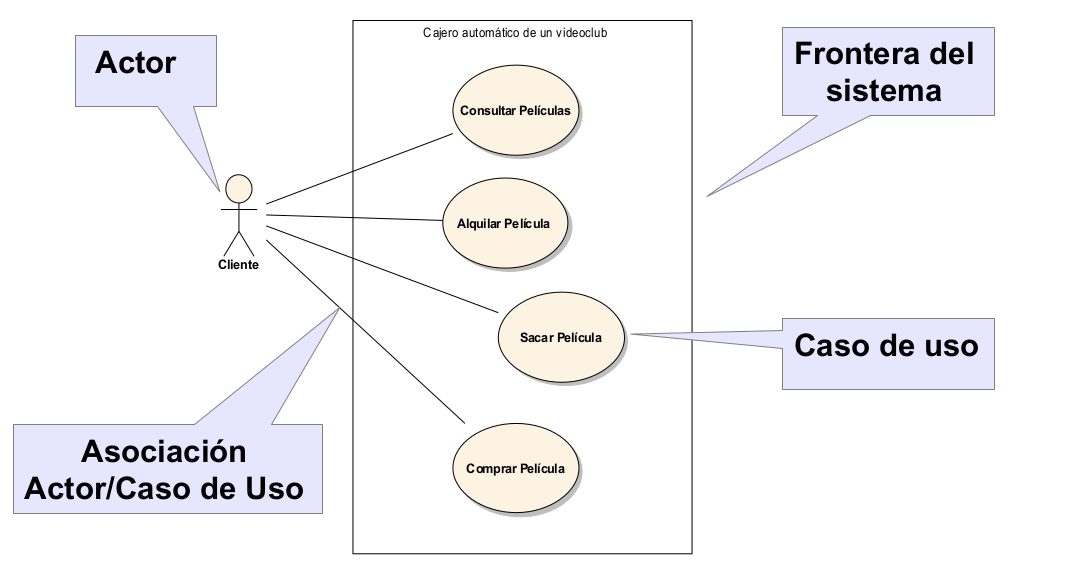 Cajero automático de un videoclub
Actor
Frontera del
sistema
Consultar Películas
Alquilar Película
Cliente
Sacar Película
Caso de uso
Asociación
Actor/Caso de Uso
Comprar Película